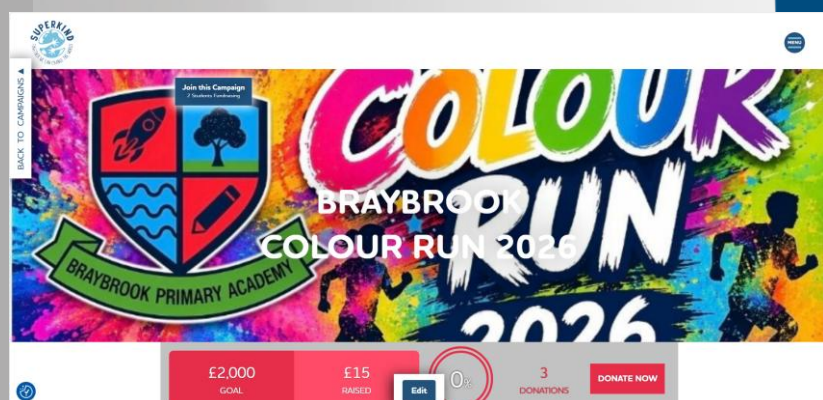 SUPERKIND
MENU
BACK TO CAMPAIGNS
Join this Campaign
2 Students Fundraising
COLOUR
RUN
2026
BRAYBROOK
COLOUR RUN 2026
BRAYBROOK PRIMARY ACADEMY
£2,000
GOAL
£15
RAISED
0%
3
DONATIONS
DONATE NOW
Edit